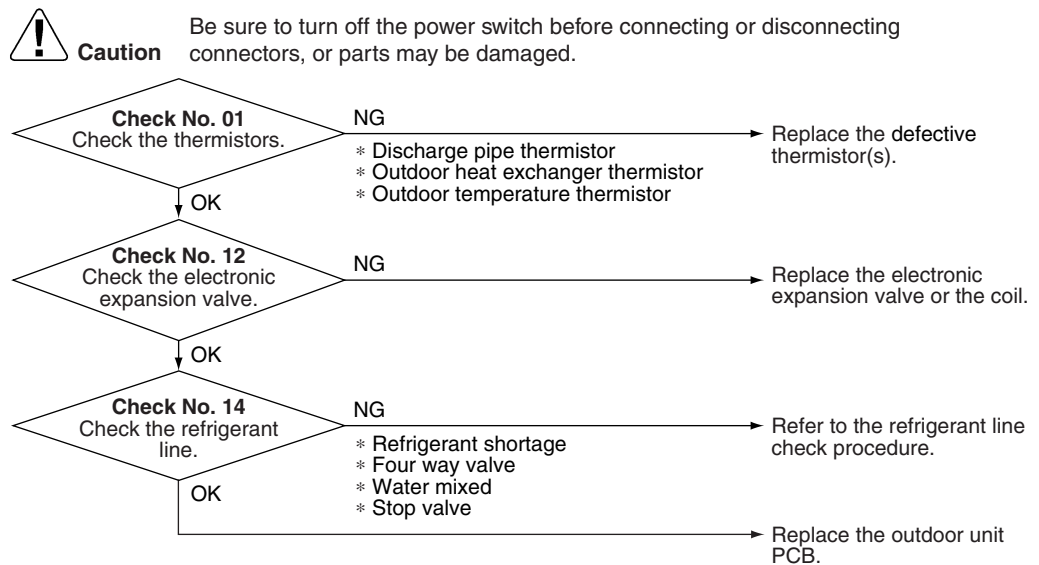 Be sure to turn off the power switch before connecting or disconnecting
Caution connectors, or parts may be damaged.
Check No. 01
Check the thermistors.
NG
∗ Discharge pipe thermistor
∗ Outdoor heat exchanger thermistor
∗ Outdoor temperature thermistor
Replace the defective
thermistor(s).
OK
Check No. 12
Check the electronic
expansion valve.
NG
Replace the electronic
expansion valve or the coil.
OK
Check No. 14
Check the refrigerant
line.
NG
∗ Refrigerant shortage
∗ Four way valve
∗ Water mixed
∗ Stop valve
Refer to the refrigerant line
check procedure.
OK
Replace the outdoor unit
PCB.